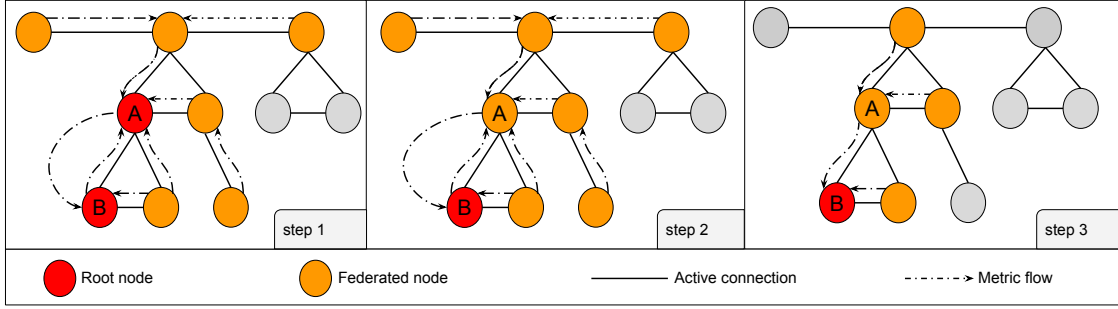 A
B
step 1
A
B
step 2
A
B
step 3
Root node
Federated node
Active connection
Metric flow